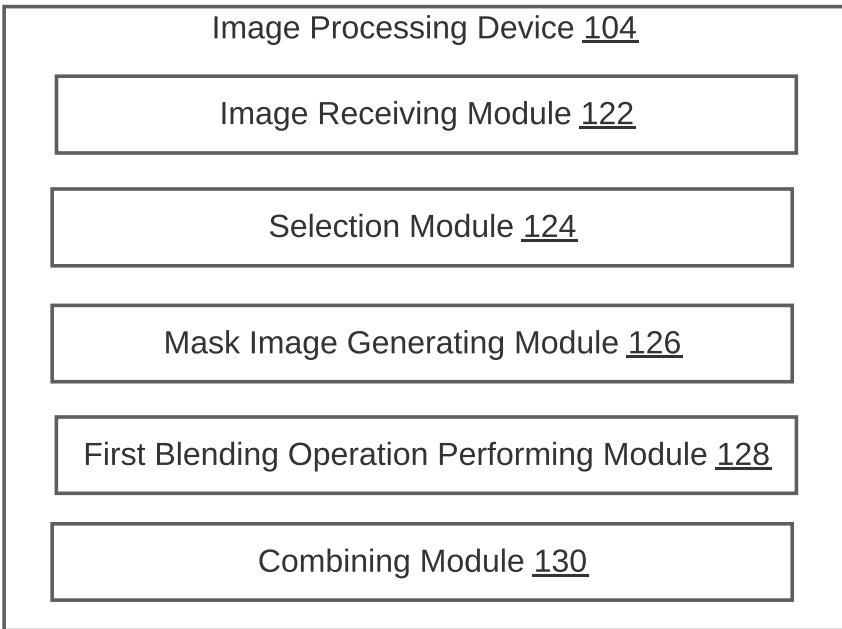 Image Processing Device 104
Image Receiving Module 122
Selection Module 124
Mask Image Generating Module 126
First Blending Operation Performing Module 128
Combining Module 130